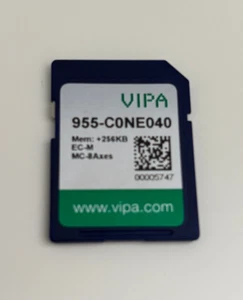 VIPA
955-C0NE040
Mem: +256KB
EC-M
MC-8Axes
00005747
www.vipa.com